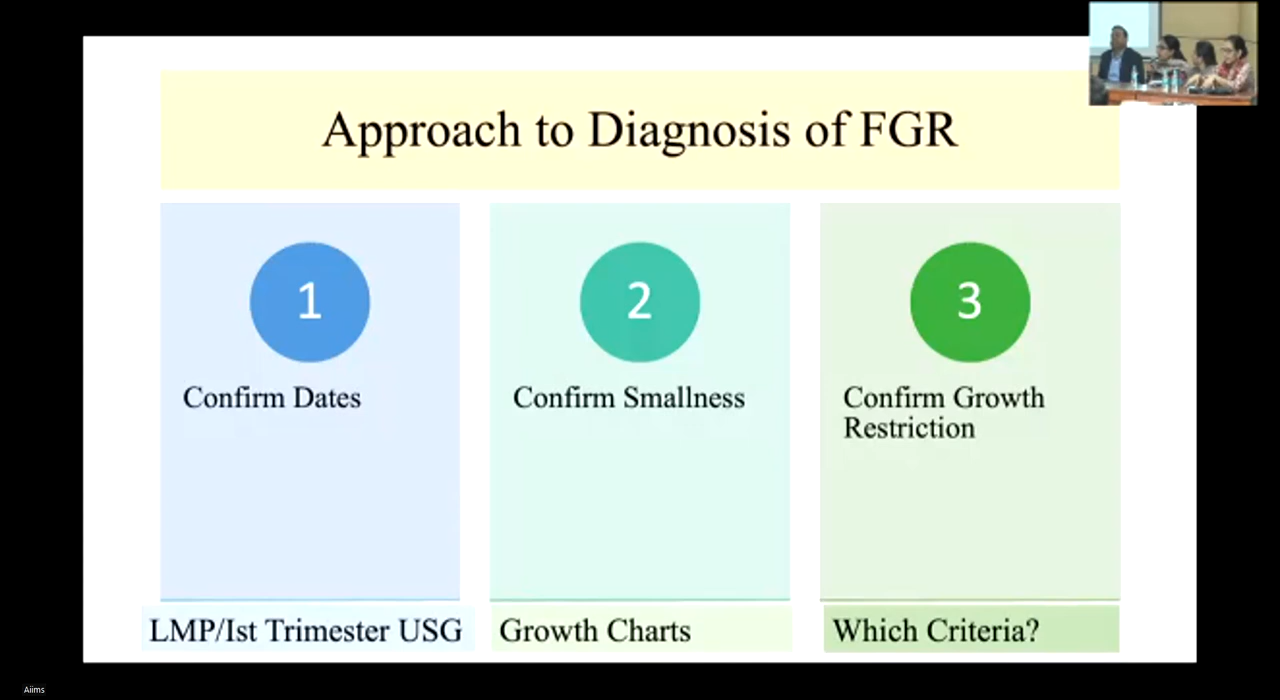 Approach to Diagnosis of FGR
1
Confirm Dates
LMP/Ist Trimester USG
2
Confirm Smallness
Growth Charts
3
Confirm Growth
Restriction
Which Criteria?
Aiims